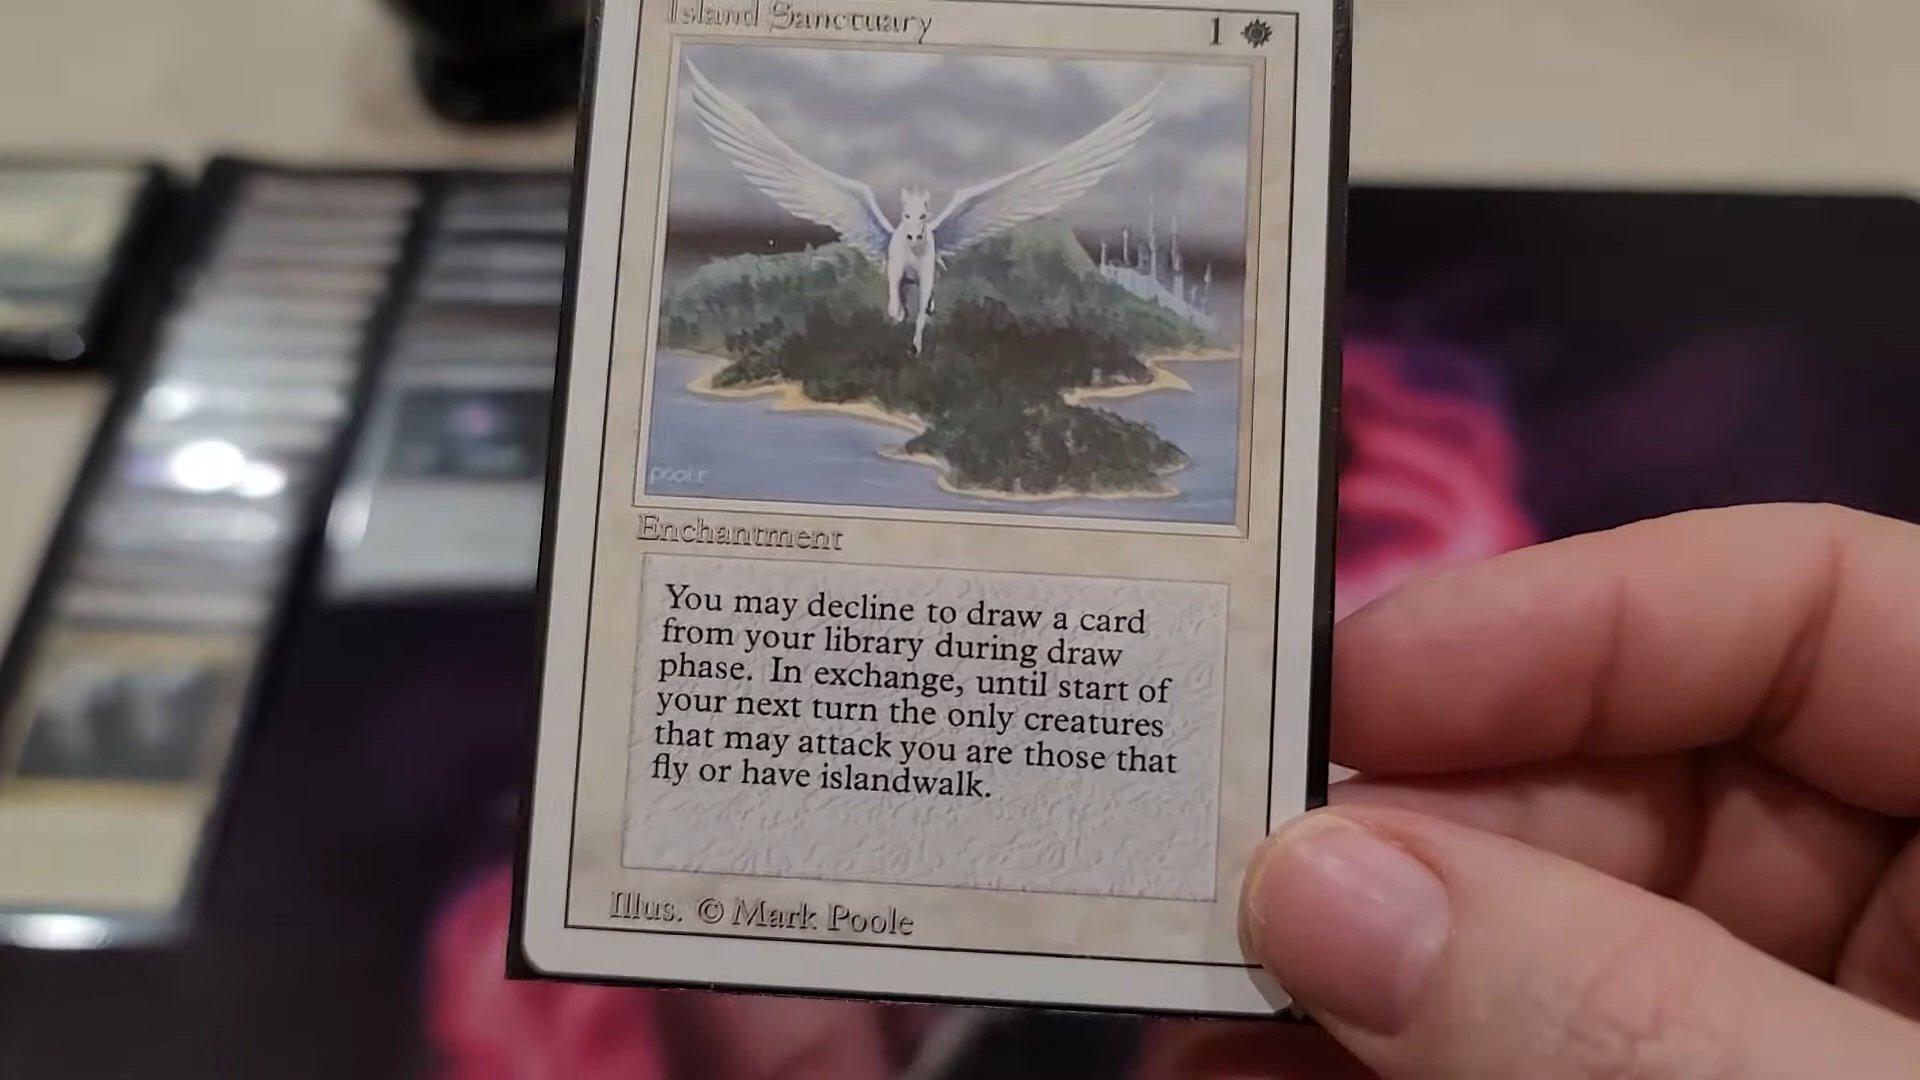 Island Sanctuary 1
poole
Enchantment
You may decline to draw a card
from your library during draw
phase. In exchange, until start of
your next turn the only creatures
that may attack you are those that
fly or have islandwalk.
Illus. © Mark Poole